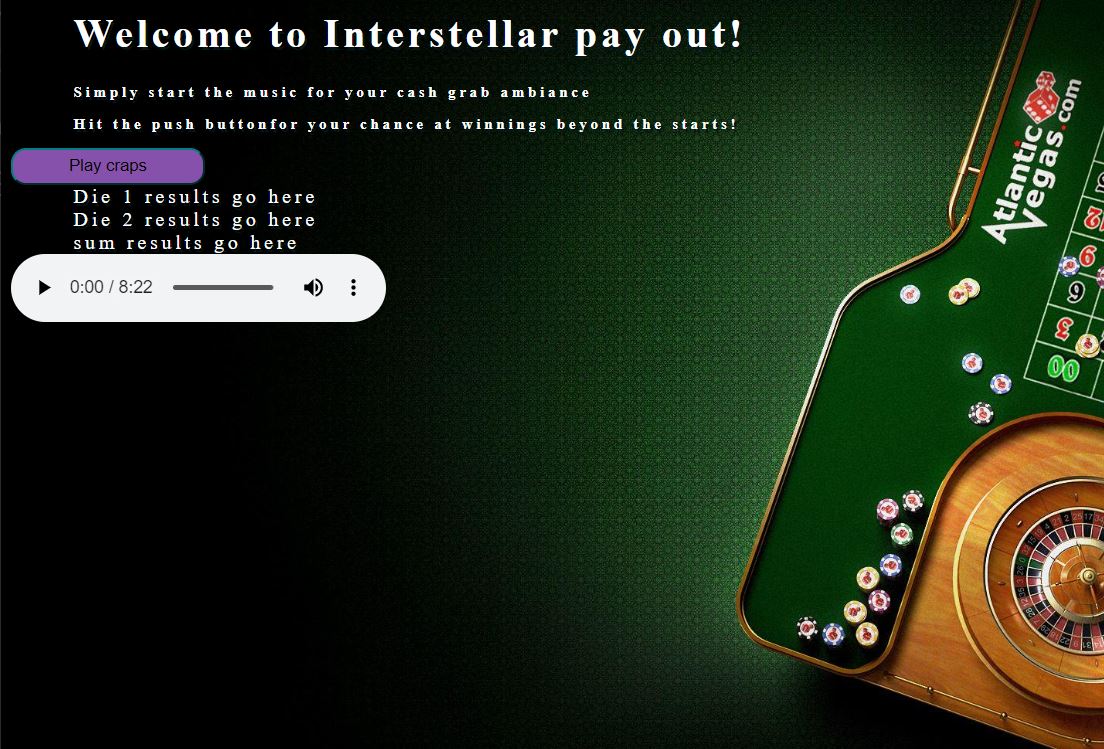 Welcome to Interstellar pay out!
Simply start the music for your cash grab ambiance
Hit the push buttonfor your chance at winnings beyond the starts!
Play craps
Die 1 results go here
Die 2 results go here
sum results go here
0:00 / 8:22
Atlantic
Vegas.com
9
6
3
00